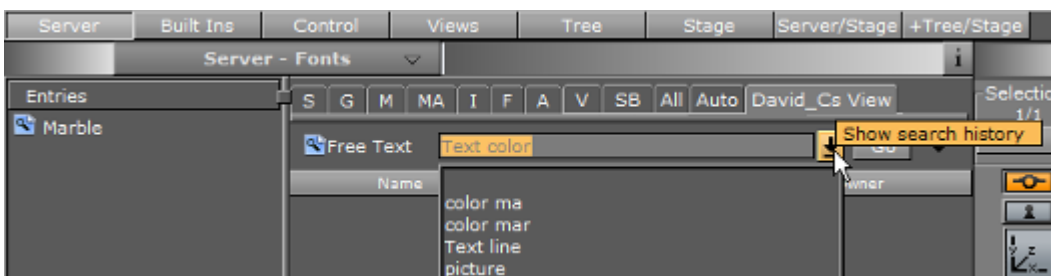 Server Built Ins Control Views Tree Stage Server/Stage +Tree/Stage
Server - Fonts i
Entries S G M MA I F A V SB All Auto David_Cs View Selectio
1/1
Marble
Free Text Text color Go
Show search history
Name wner
color ma
color mar
Text line
picture
y z
x